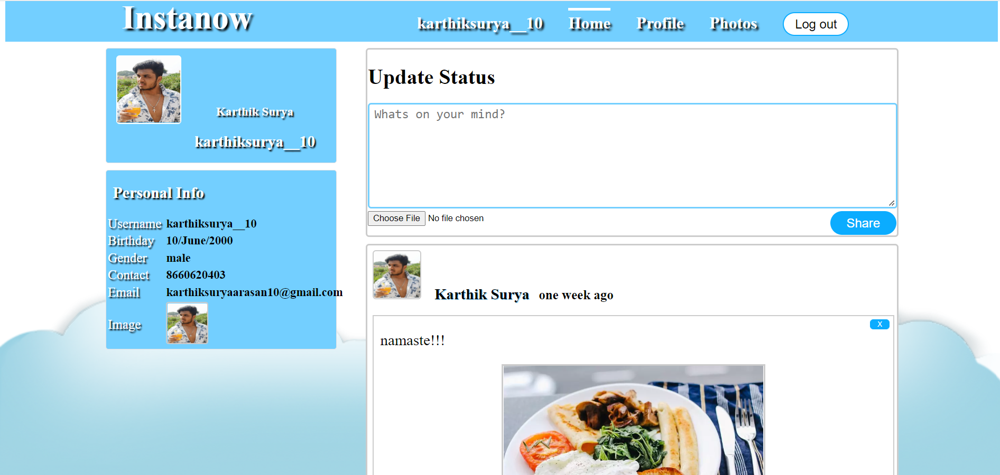 Instanow
karthiksurya__10 Home Profile Photos Log out
Karthik Surya
karthiksurya__10
Personal Info
Username karthiksurya__10
Birthday 10/June/2000
Gender male
Contact 8660620403
Email karthiksuryaarasan10@gmail.com
Image
Update Status
Whats on your mind?
Choose File No file chosen
Share
Karthik Surya one week ago
X
namaste!!!